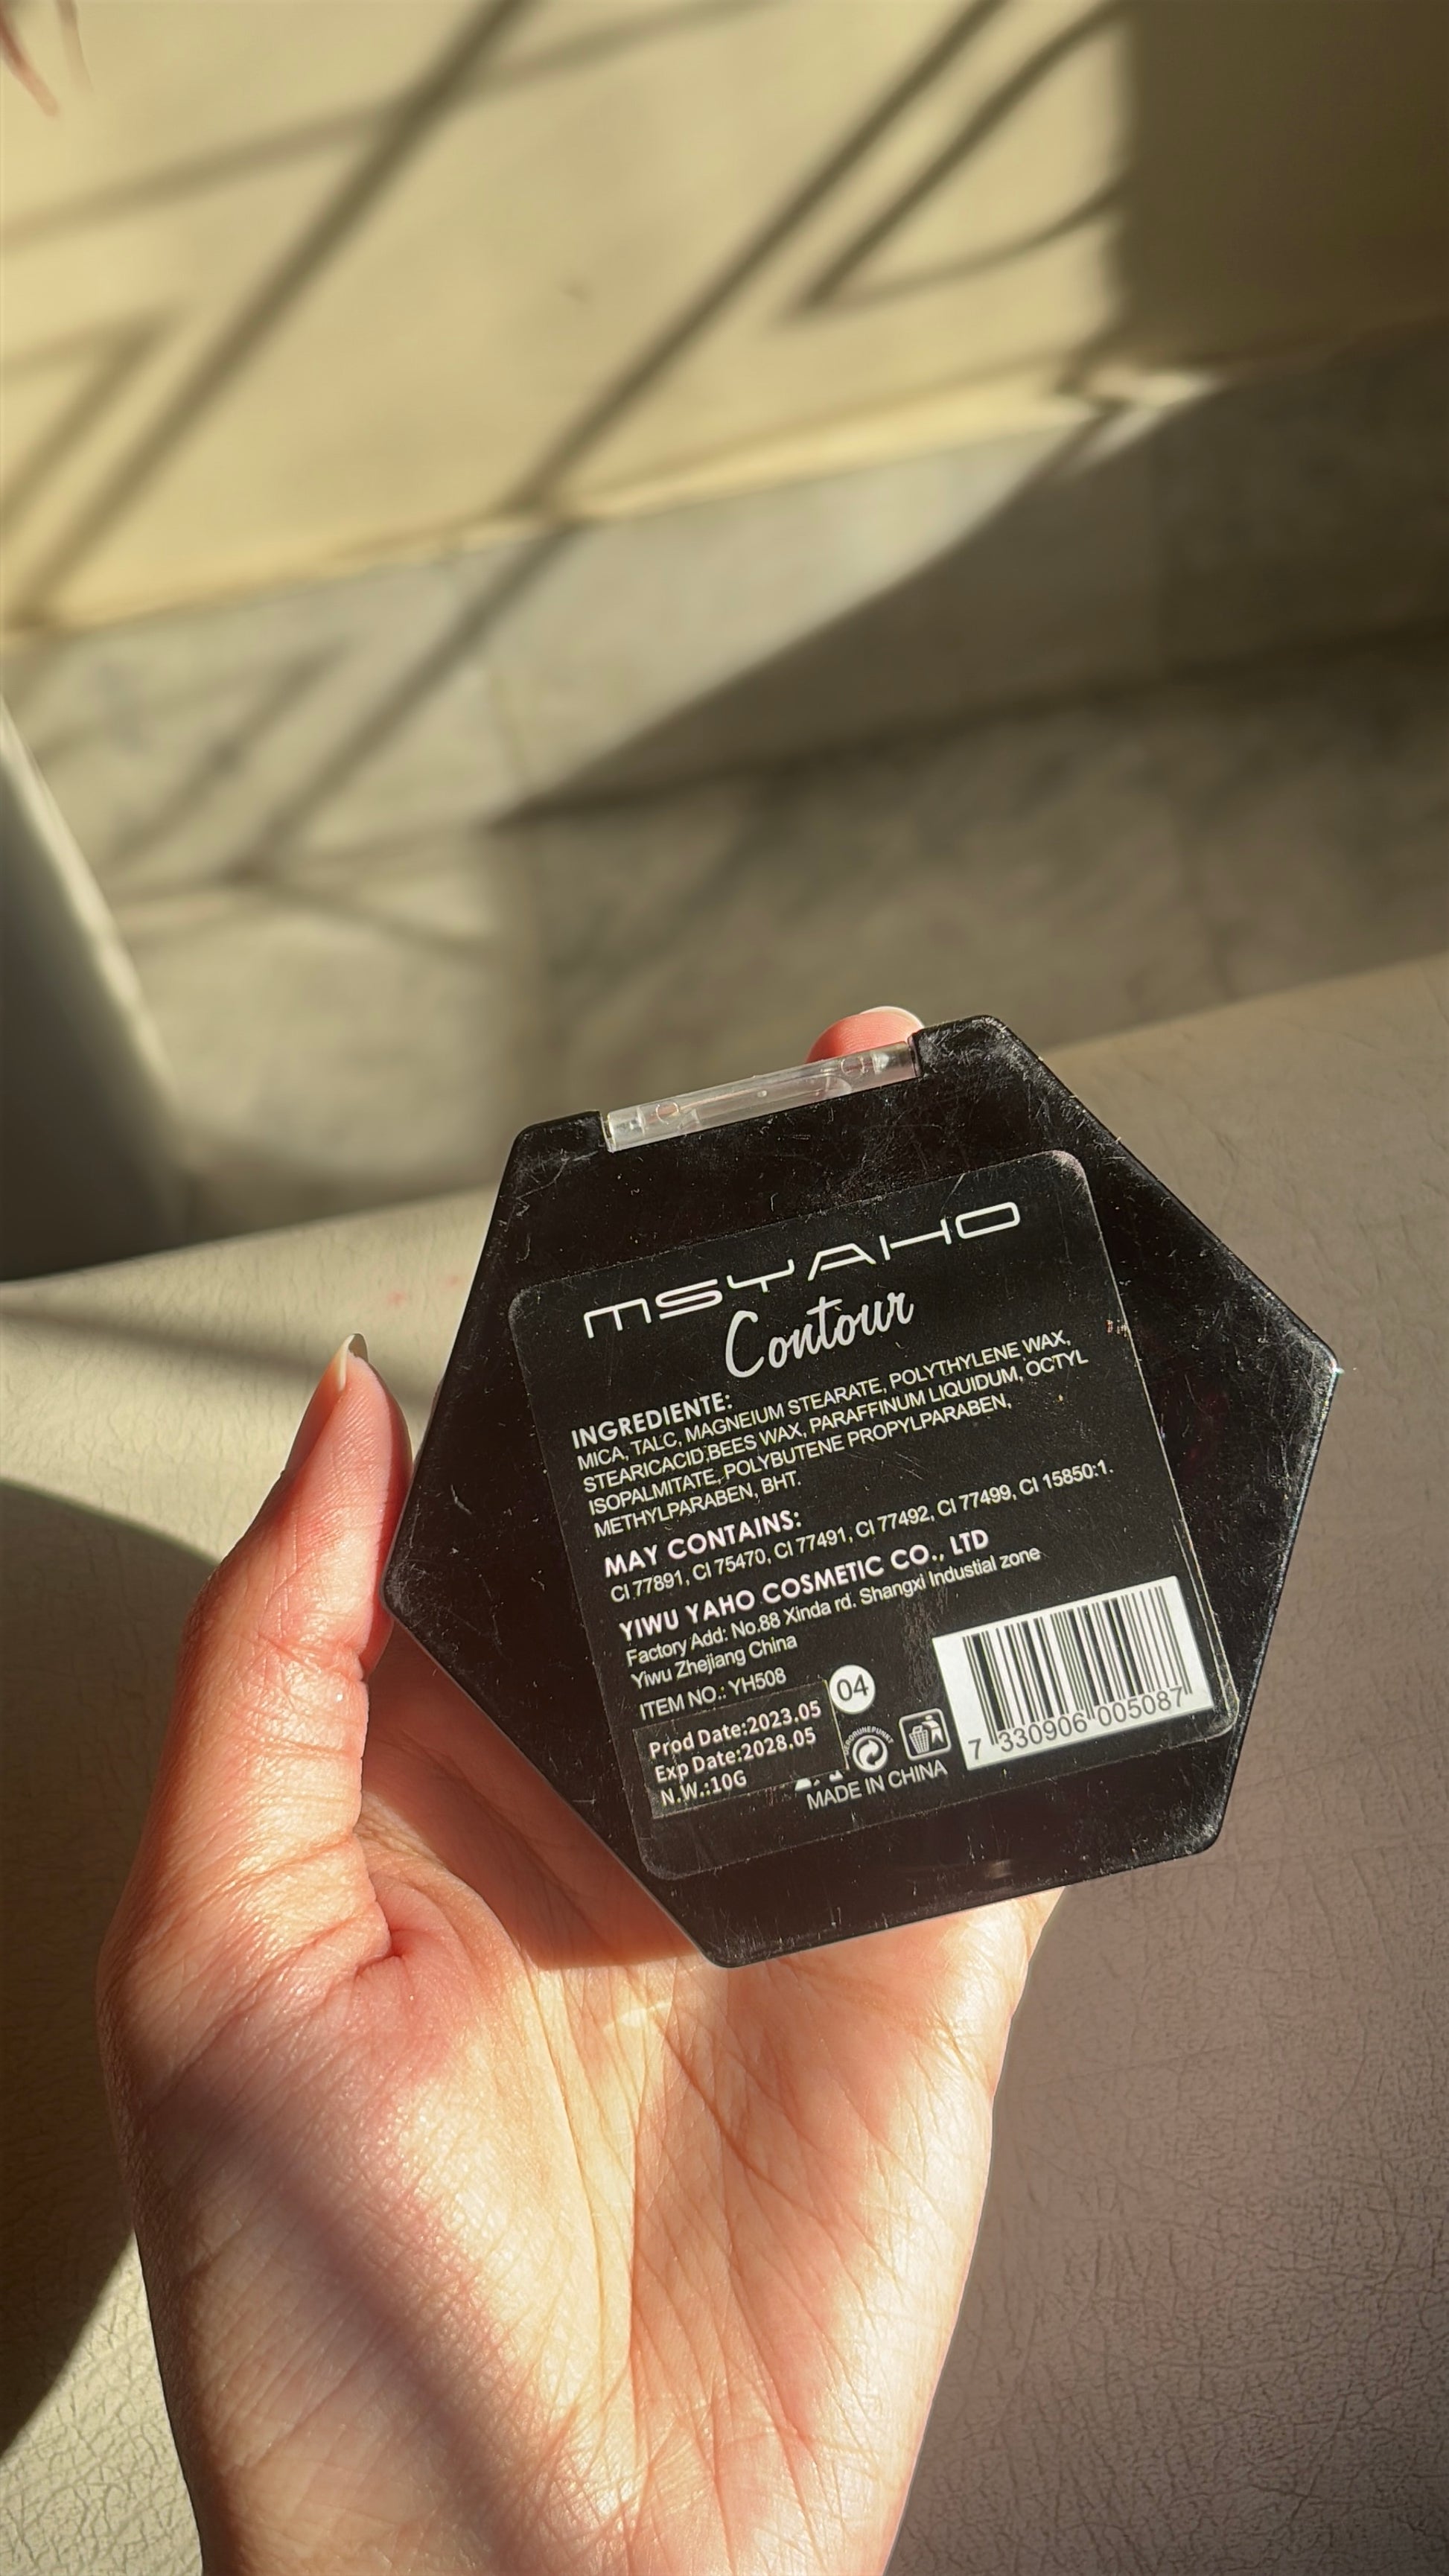 MSYAHO
Contour
INGREDIENTE:
MICA, TALC, MAGNEIUM STEARATE, POLYTHYLENE WAX,
STEARICACID,BEES WAX, PARAFFINUM LIQUIDUM, OCTYL
ISOPALMITATE, POLYBUTENE PROPYLPARABEN,
METHYLPARABEN, BHT.
MAY CONTAINS:
CI 77891, CI 75470, CI 77491, CI 77492, CI 77499, CI 15850:1.
YIWU YAHO COSMETIC CO., LTD
Factory Add: No.88 Xinda rd. Shangxi Industial zone
Yiwu Zhejiang China
ITEM NO.: YH508
04
Prod Date:2023.05
Exp Date:2028.05
N.W.:10G
MADE IN CHINA
7 330906 005087